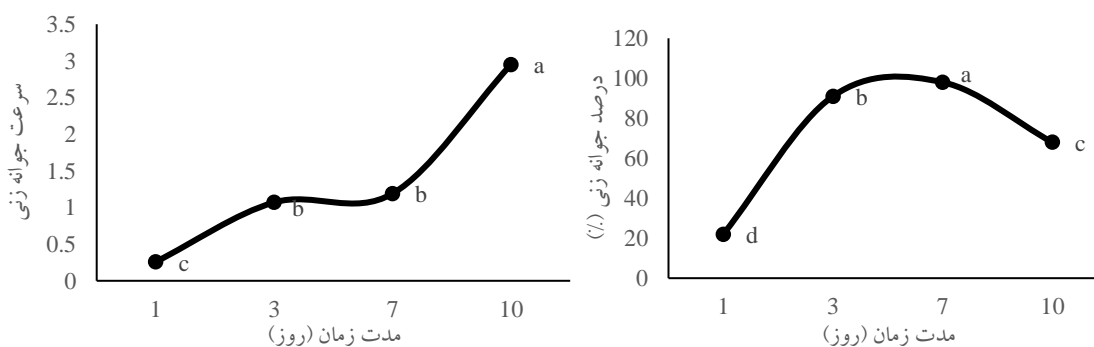 سرعت جوانه زنی
3.5
3
2.5
2
1.5
1
0.5
0
a
b
b
c
1 3 7 10
مدت زمان (روز)
درصد جوانه زنی (%)
120
100
80
60
40
20
0
a
b
c
d
1 3 7 10
مدت زمان (روز)